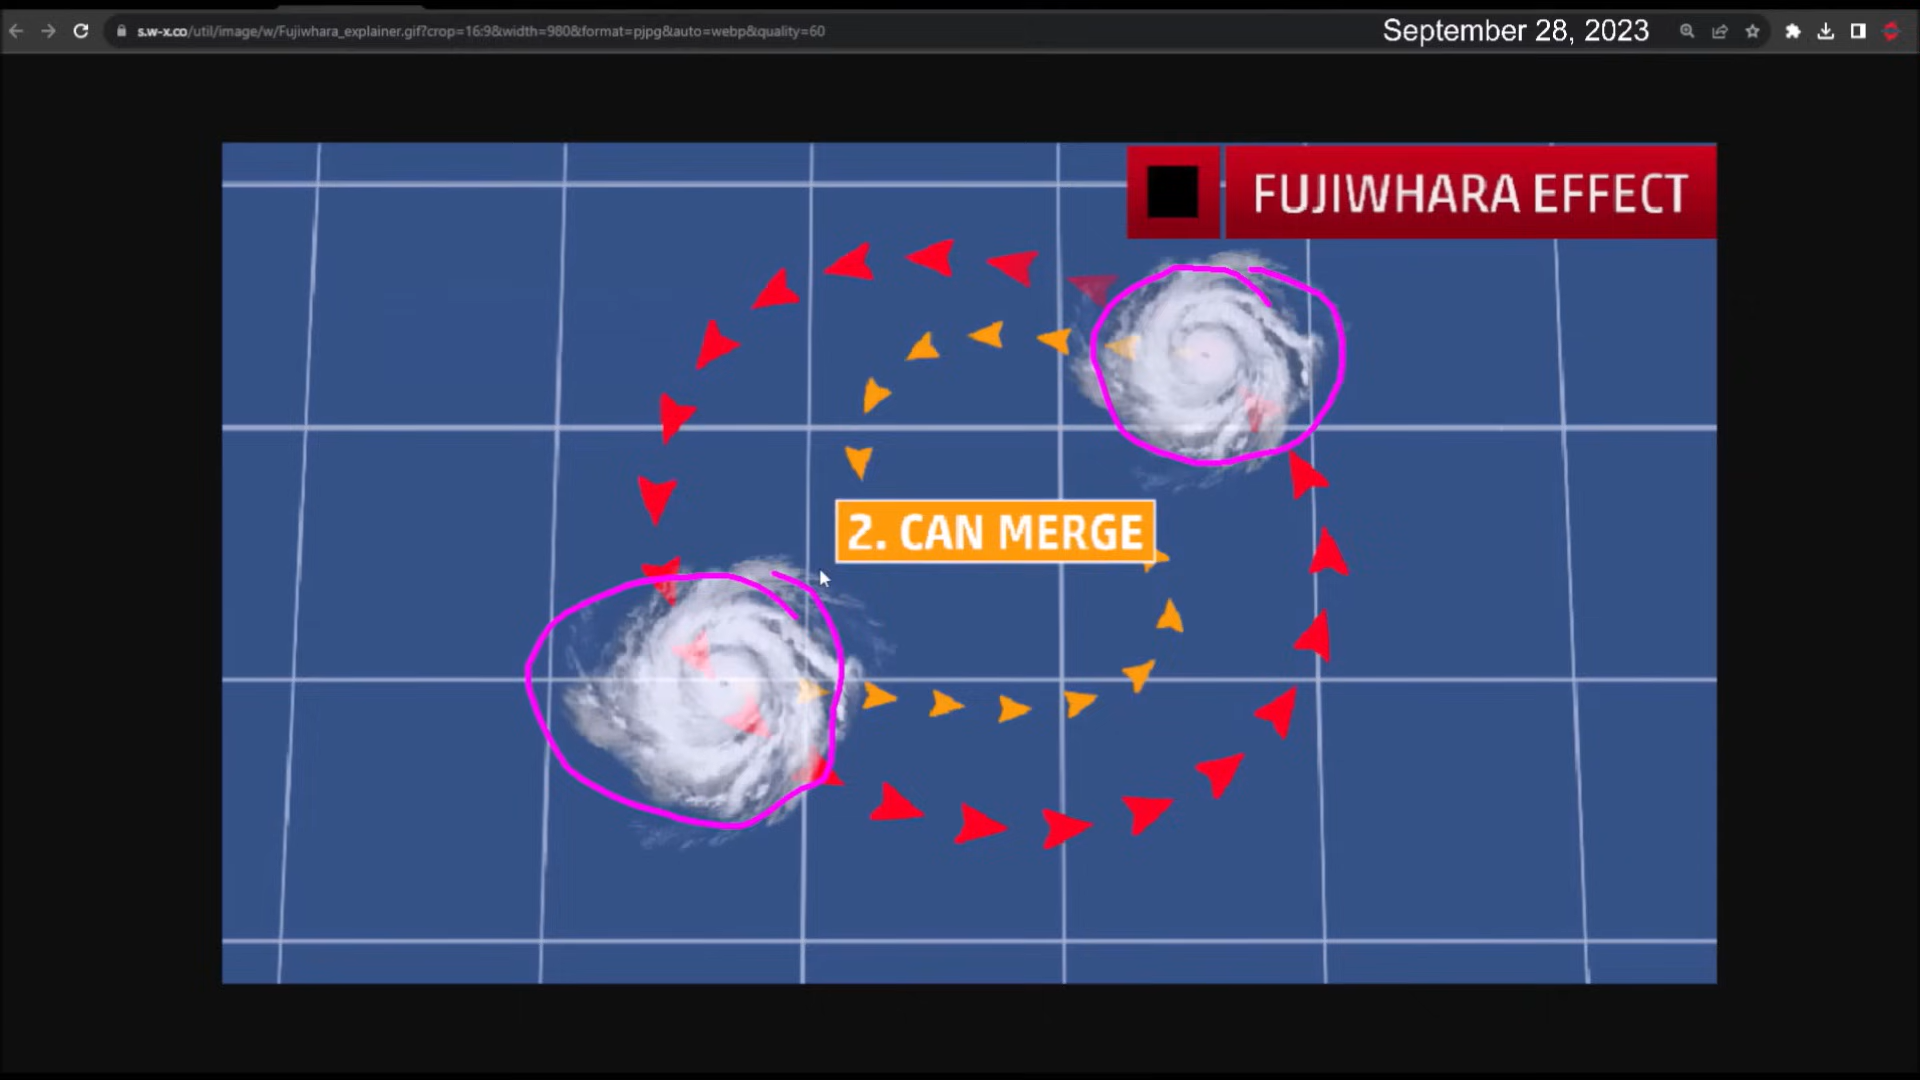 s.w-x.co/util/image/w/Fujiwhara_explainer.gif?crop=16:9&width=980&format=pjpg&auto=webp&quality=60
September 28, 2023
FUJIWHARA EFFECT
2. CAN MERGE